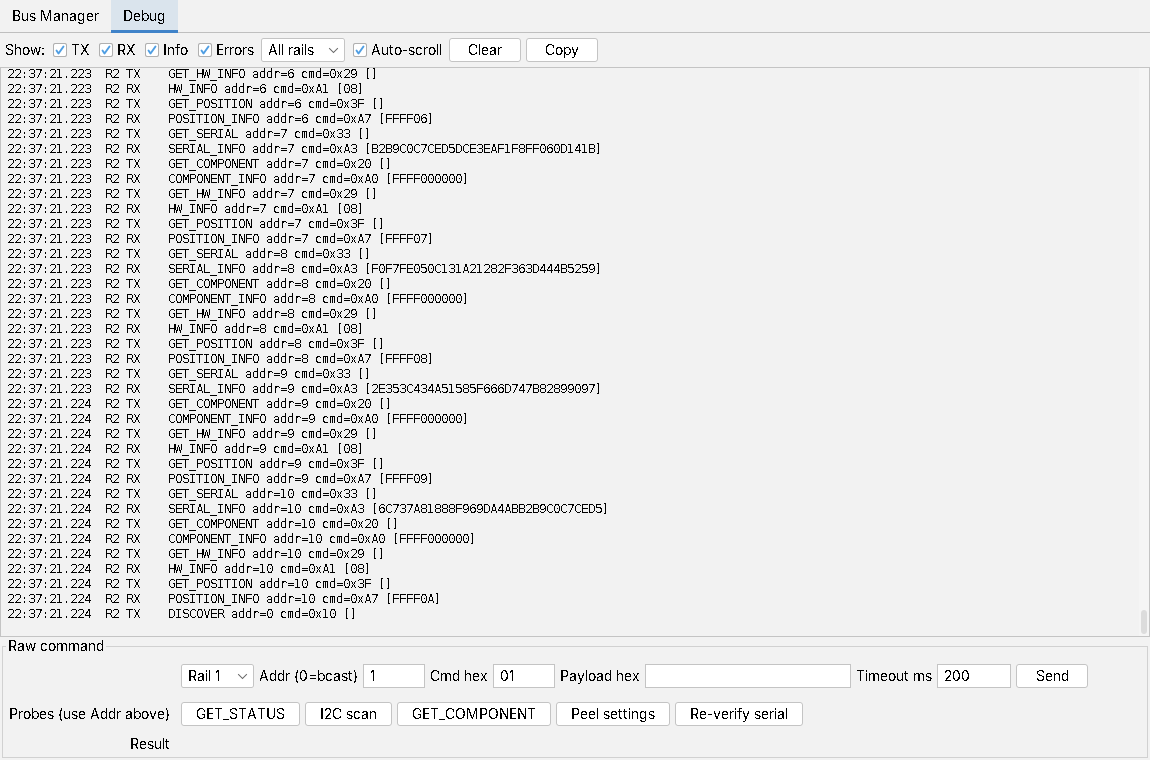 Bus Manager Debug
Show: TX RX Info Errors All rails Auto-scroll Clear Copy
22:37:21.223 R2 TX GET_HW_INFO addr=6 cmd=0x29 []
22:37:21.223 R2 RX HW_INFO addr=6 cmd=0xA1 [08]
22:37:21.223 R2 TX GET_POSITION addr=6 cmd=0x3F []
22:37:21.223 R2 RX POSITION_INFO addr=6 cmd=0xA7 [FFFF06]
22:37:21.223 R2 TX GET_SERIAL addr=7 cmd=0x33 []
22:37:21.223 R2 RX SERIAL_INFO addr=7 cmd=0xA3 [B2B9C0C7CED5DCE3EAF1F8FF060D141B]
22:37:21.223 R2 TX GET_COMPONENT addr=7 cmd=0x20 []
22:37:21.223 R2 RX COMPONENT_INFO addr=7 cmd=0xA0 [FFFF000000]
22:37:21.223 R2 TX GET_HW_INFO addr=7 cmd=0x29 []
22:37:21.223 R2 RX HW_INFO addr=7 cmd=0xA1 [08]
22:37:21.223 R2 TX GET_POSITION addr=7 cmd=0x3F []
22:37:21.223 R2 RX POSITION_INFO addr=7 cmd=0xA7 [FFFF07]
22:37:21.223 R2 TX GET_SERIAL addr=8 cmd=0x33 []
22:37:21.223 R2 RX SERIAL_INFO addr=8 cmd=0xA3 [F0F7FE050C131A21282F363D444B5259]
22:37:21.223 R2 TX GET_COMPONENT addr=8 cmd=0x20 []
22:37:21.223 R2 RX COMPONENT_INFO addr=8 cmd=0xA0 [FFFF000000]
22:37:21.223 R2 TX GET_HW_INFO addr=8 cmd=0x29 []
22:37:21.223 R2 RX HW_INFO addr=8 cmd=0xA1 [08]
22:37:21.223 R2 TX GET_POSITION addr=8 cmd=0x3F []
22:37:21.223 R2 RX POSITION_INFO addr=8 cmd=0xA7 [FFFF08]
22:37:21.223 R2 TX GET_SERIAL addr=9 cmd=0x33 []
22:37:21.223 R2 RX SERIAL_INFO addr=9 cmd=0xA3 [2E353C434A51585F666D747B82899097]
22:37:21.224 R2 TX GET_COMPONENT addr=9 cmd=0x20 []
22:37:21.224 R2 RX COMPONENT_INFO addr=9 cmd=0xA0 [FFFF000000]
22:37:21.224 R2 TX GET_HW_INFO addr=9 cmd=0x29 []
22:37:21.224 R2 RX HW_INFO addr=9 cmd=0xA1 [08]
22:37:21.224 R2 TX GET_POSITION addr=9 cmd=0x3F []
22:37:21.224 R2 RX POSITION_INFO addr=9 cmd=0xA7 [FFFF09]
22:37:21.224 R2 TX GET_SERIAL addr=10 cmd=0x33 []
22:37:21.224 R2 RX SERIAL_INFO addr=10 cmd=0xA3 [6C737A81888F969DA4ABB2B9C0C7CED5]
22:37:21.224 R2 TX GET_COMPONENT addr=10 cmd=0x20 []
22:37:21.224 R2 RX COMPONENT_INFO addr=10 cmd=0xA0 [FFFF000000]
22:37:21.224 R2 TX GET_HW_INFO addr=10 cmd=0x29 []
22:37:21.224 R2 RX HW_INFO addr=10 cmd=0xA1 [08]
22:37:21.224 R2 TX GET_POSITION addr=10 cmd=0x3F []
22:37:21.224 R2 RX POSITION_INFO addr=10 cmd=0xA7 [FFFF0A]
22:37:21.224 R2 TX DISCOVER addr=0 cmd=0x10 []
Raw command
Rail 1 Addr (0=bcast) 1 Cmd hex 01 Payload hex Timeout ms 200 Send
Probes (use Addr above) GET_STATUS I2C scan GET_COMPONENT Peel settings Re-verify serial
Result